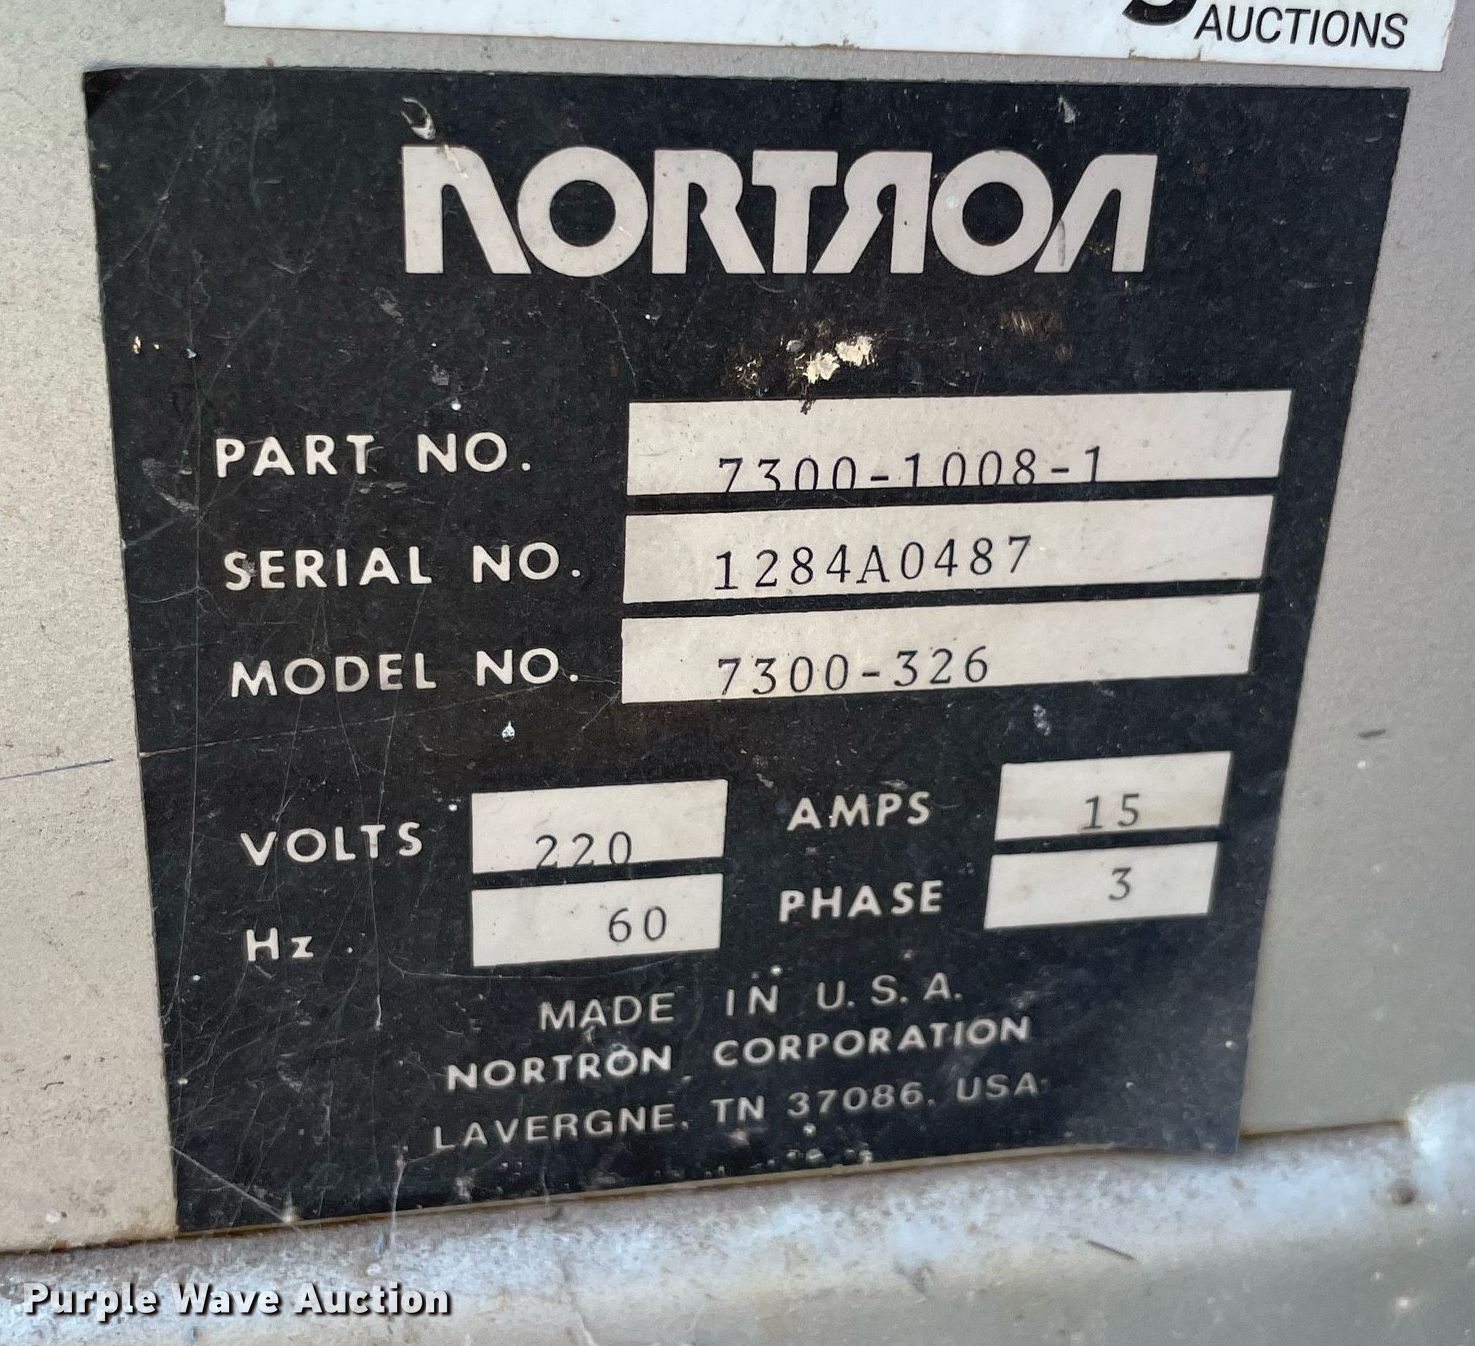 AUCTIONS
NORTRON
PART NO. 7300-1008-1
SERIAL NO. 1284A0487
MODEL NO. 7300-326
VOLTS 220 AMPS 15
Hz 60 PHASE 3
MADE IN U.S.A.
NORTRON CORPORATION
LAVERGNE, TN 37086, USA
Purple Wave Auction